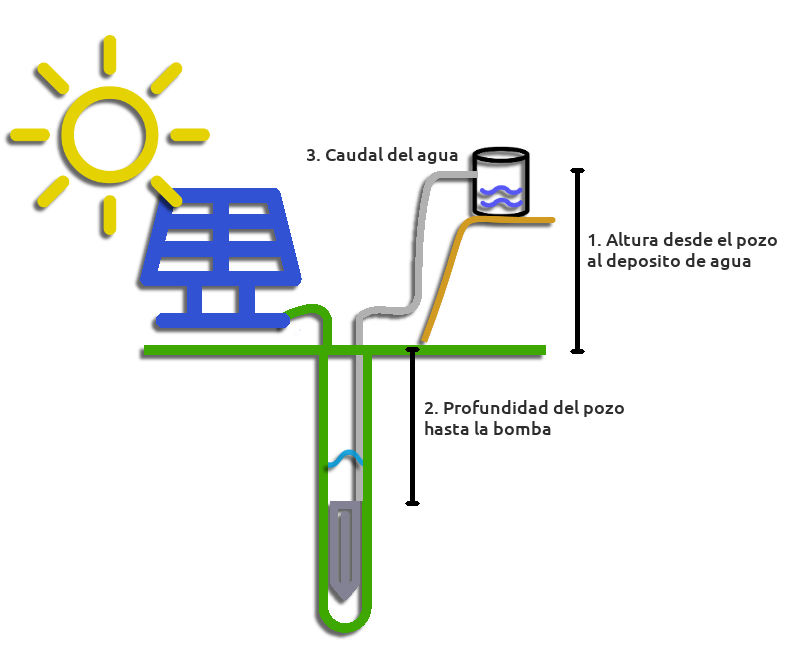 3. Caudal del agua
1. Altura desde el pozo
al deposito de agua
2. Profundidad del pozo
hasta la bomba